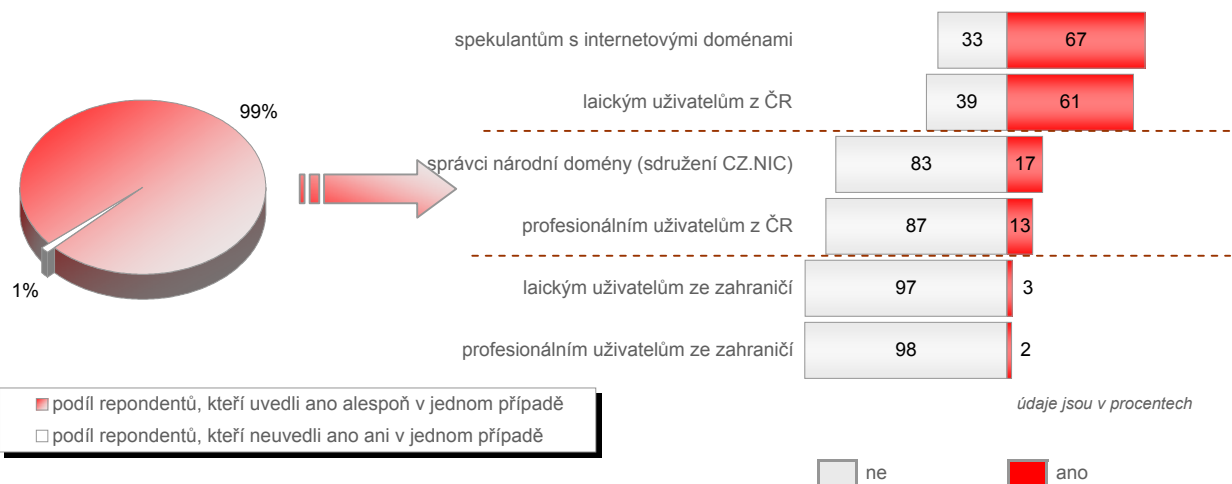 99%
1%
podíl repondentů, kteří uvedli ano alespoň v jednom případě
podíl repondentů, kteří neuvedli ano ani v jednom případě
spekulantům s internetovými doménami 33 67
laickým uživatelům z ČR 39 61
správci národní domény (sdružení CZ.NIC) 83 17
profesionálním uživatelům z ČR 87 13
laickým uživatelům ze zahraničí 97 3
profesionálním uživatelům ze zahraničí 98 2
údaje jsou v procentech
ne ano